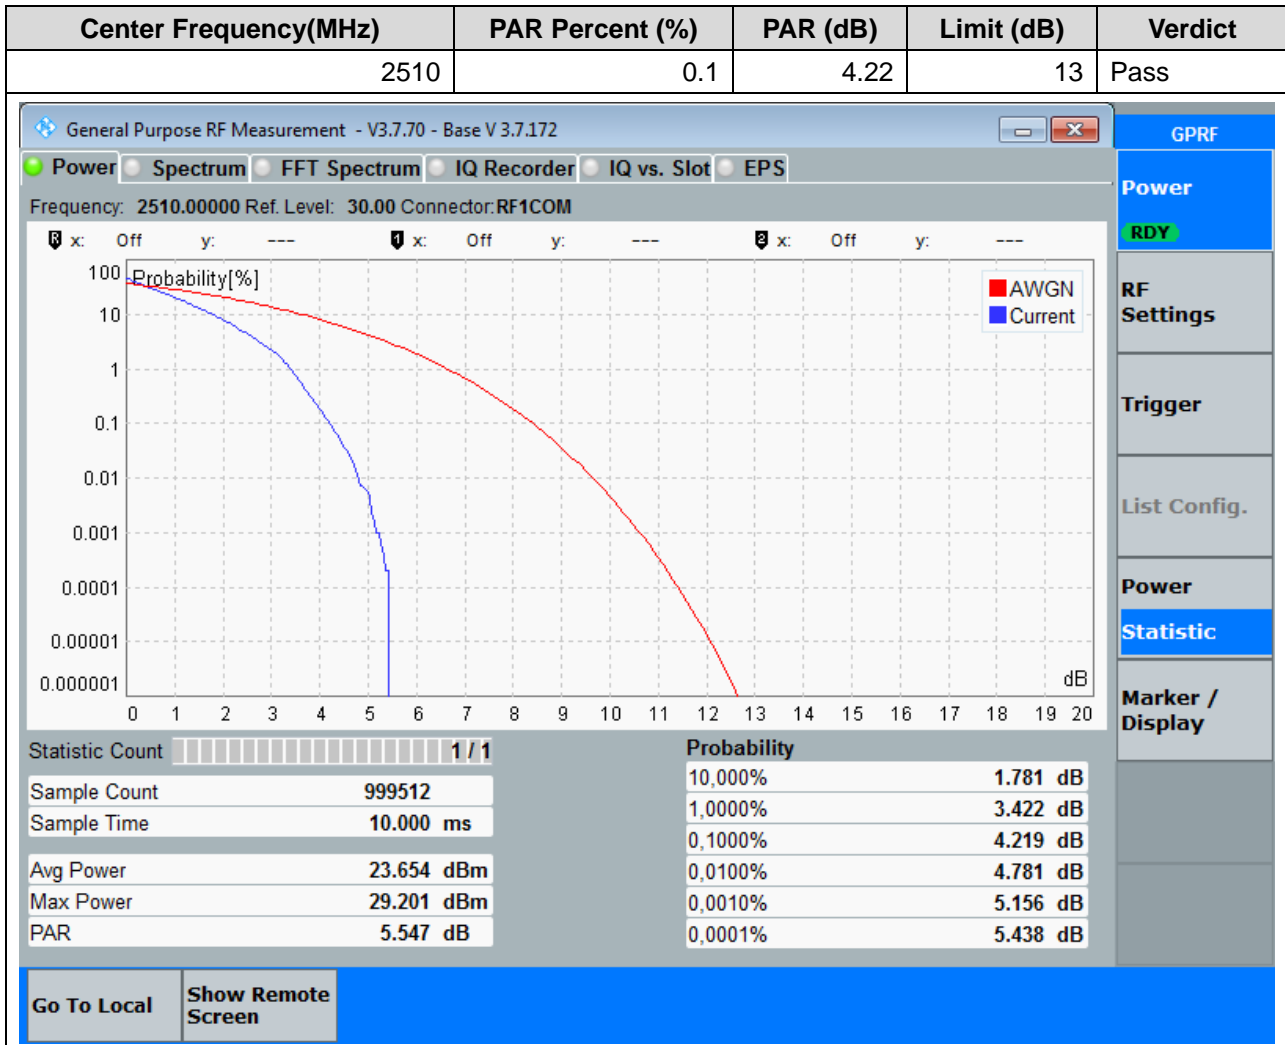 Center Frequency(MHz) PAR Percent (%) PAR (dB) Limit (dB) Verdict
2510 0.1 4.22 13 Pass
General Purpose RF Measurement - V3.7.70 - Base V 3.7.172
GPRF
Power Spectrum FFT Spectrum IQ Recorder IQ vs. Slot EPS
Frequency: 2510.00000 Ref. Level: 30.00 Connector: RF1COM
R x: Off y: --- 1 x: Off y: --- 2 x: Off y: ---
Probability[%]
100
10
1
0.1
0.01
0.001
0.0001
0.00001
0.000001
AWGN
Current
dB
0 1 2 3 4 5 6 7 8 9 10 11 12 13 14 15 16 17 18 19 20
Statistic Count 1 / 1
Sample Count 999512
Sample Time 10.000 ms
Avg Power 23.654 dBm
Max Power 29.201 dBm
PAR 5.547 dB
Probability
10,000% 1.781 dB
1,0000% 3.422 dB
0,1000% 4.219 dB
0,0100% 4.781 dB
0,0010% 5.156 dB
0,0001% 5.438 dB
Power
RDY
RF
Settings
Trigger
List Config.
Power
Statistic
Marker /
Display
Go To Local
Show Remote
Screen